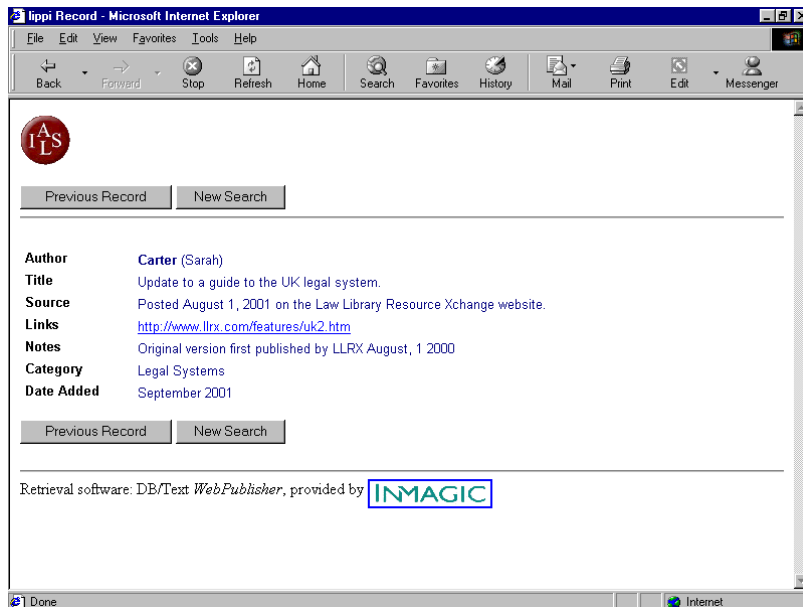 lippi Record - Microsoft Internet Explorer
File Edit View Favorites Tools Help
Back Forward Stop Refresh Home Search Favorites History Mail Print Edit Messenger
IALS
Previous Record New Search
Author Carter (Sarah)
Title Update to a guide to the UK legal system.
Source Posted August 1, 2001 on the Law Library Resource Xchange website.
Links http://www.llrx.com/features/uk2.htm
Notes Original version first published by LLRX August, 1 2000
Category Legal Systems
Date Added September 2001
Previous Record New Search
Retrieval software: DB/Text WebPublisher, provided by INMAGIC
Done Internet